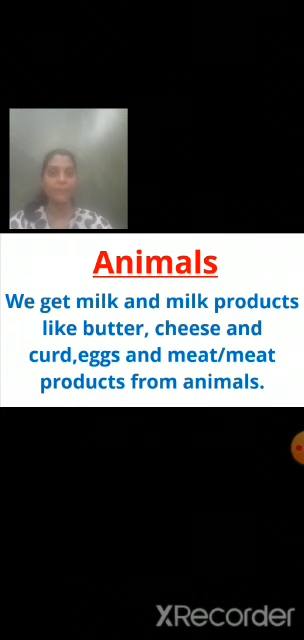 Animals
We get milk and milk products
like butter, cheese and
curd,eggs and meat/meat
products from animals.
XRecorder